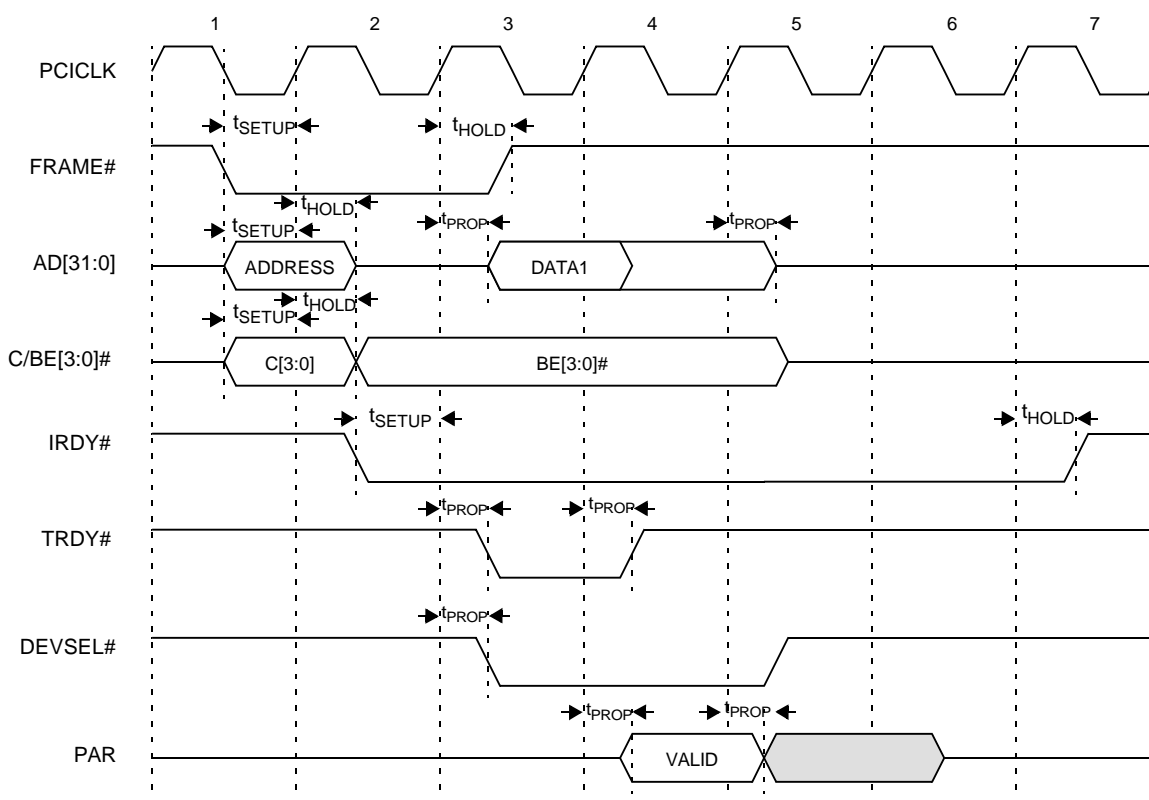 1 2 3 4 5 6 7
PCICLK
tSETUP tHOLD
FRAME#
tHOLD
tSETUP tPROP tPROP
AD[31:0] ADDRESS DATA1
tHOLD
tSETUP
C/BE[3:0]# C[3:0] BE[3:0]#
tSETUP tHOLD
IRDY#
tPROP tPROP
TRDY#
tPROP
DEVSEL#
tPROP tPROP
PAR VALID